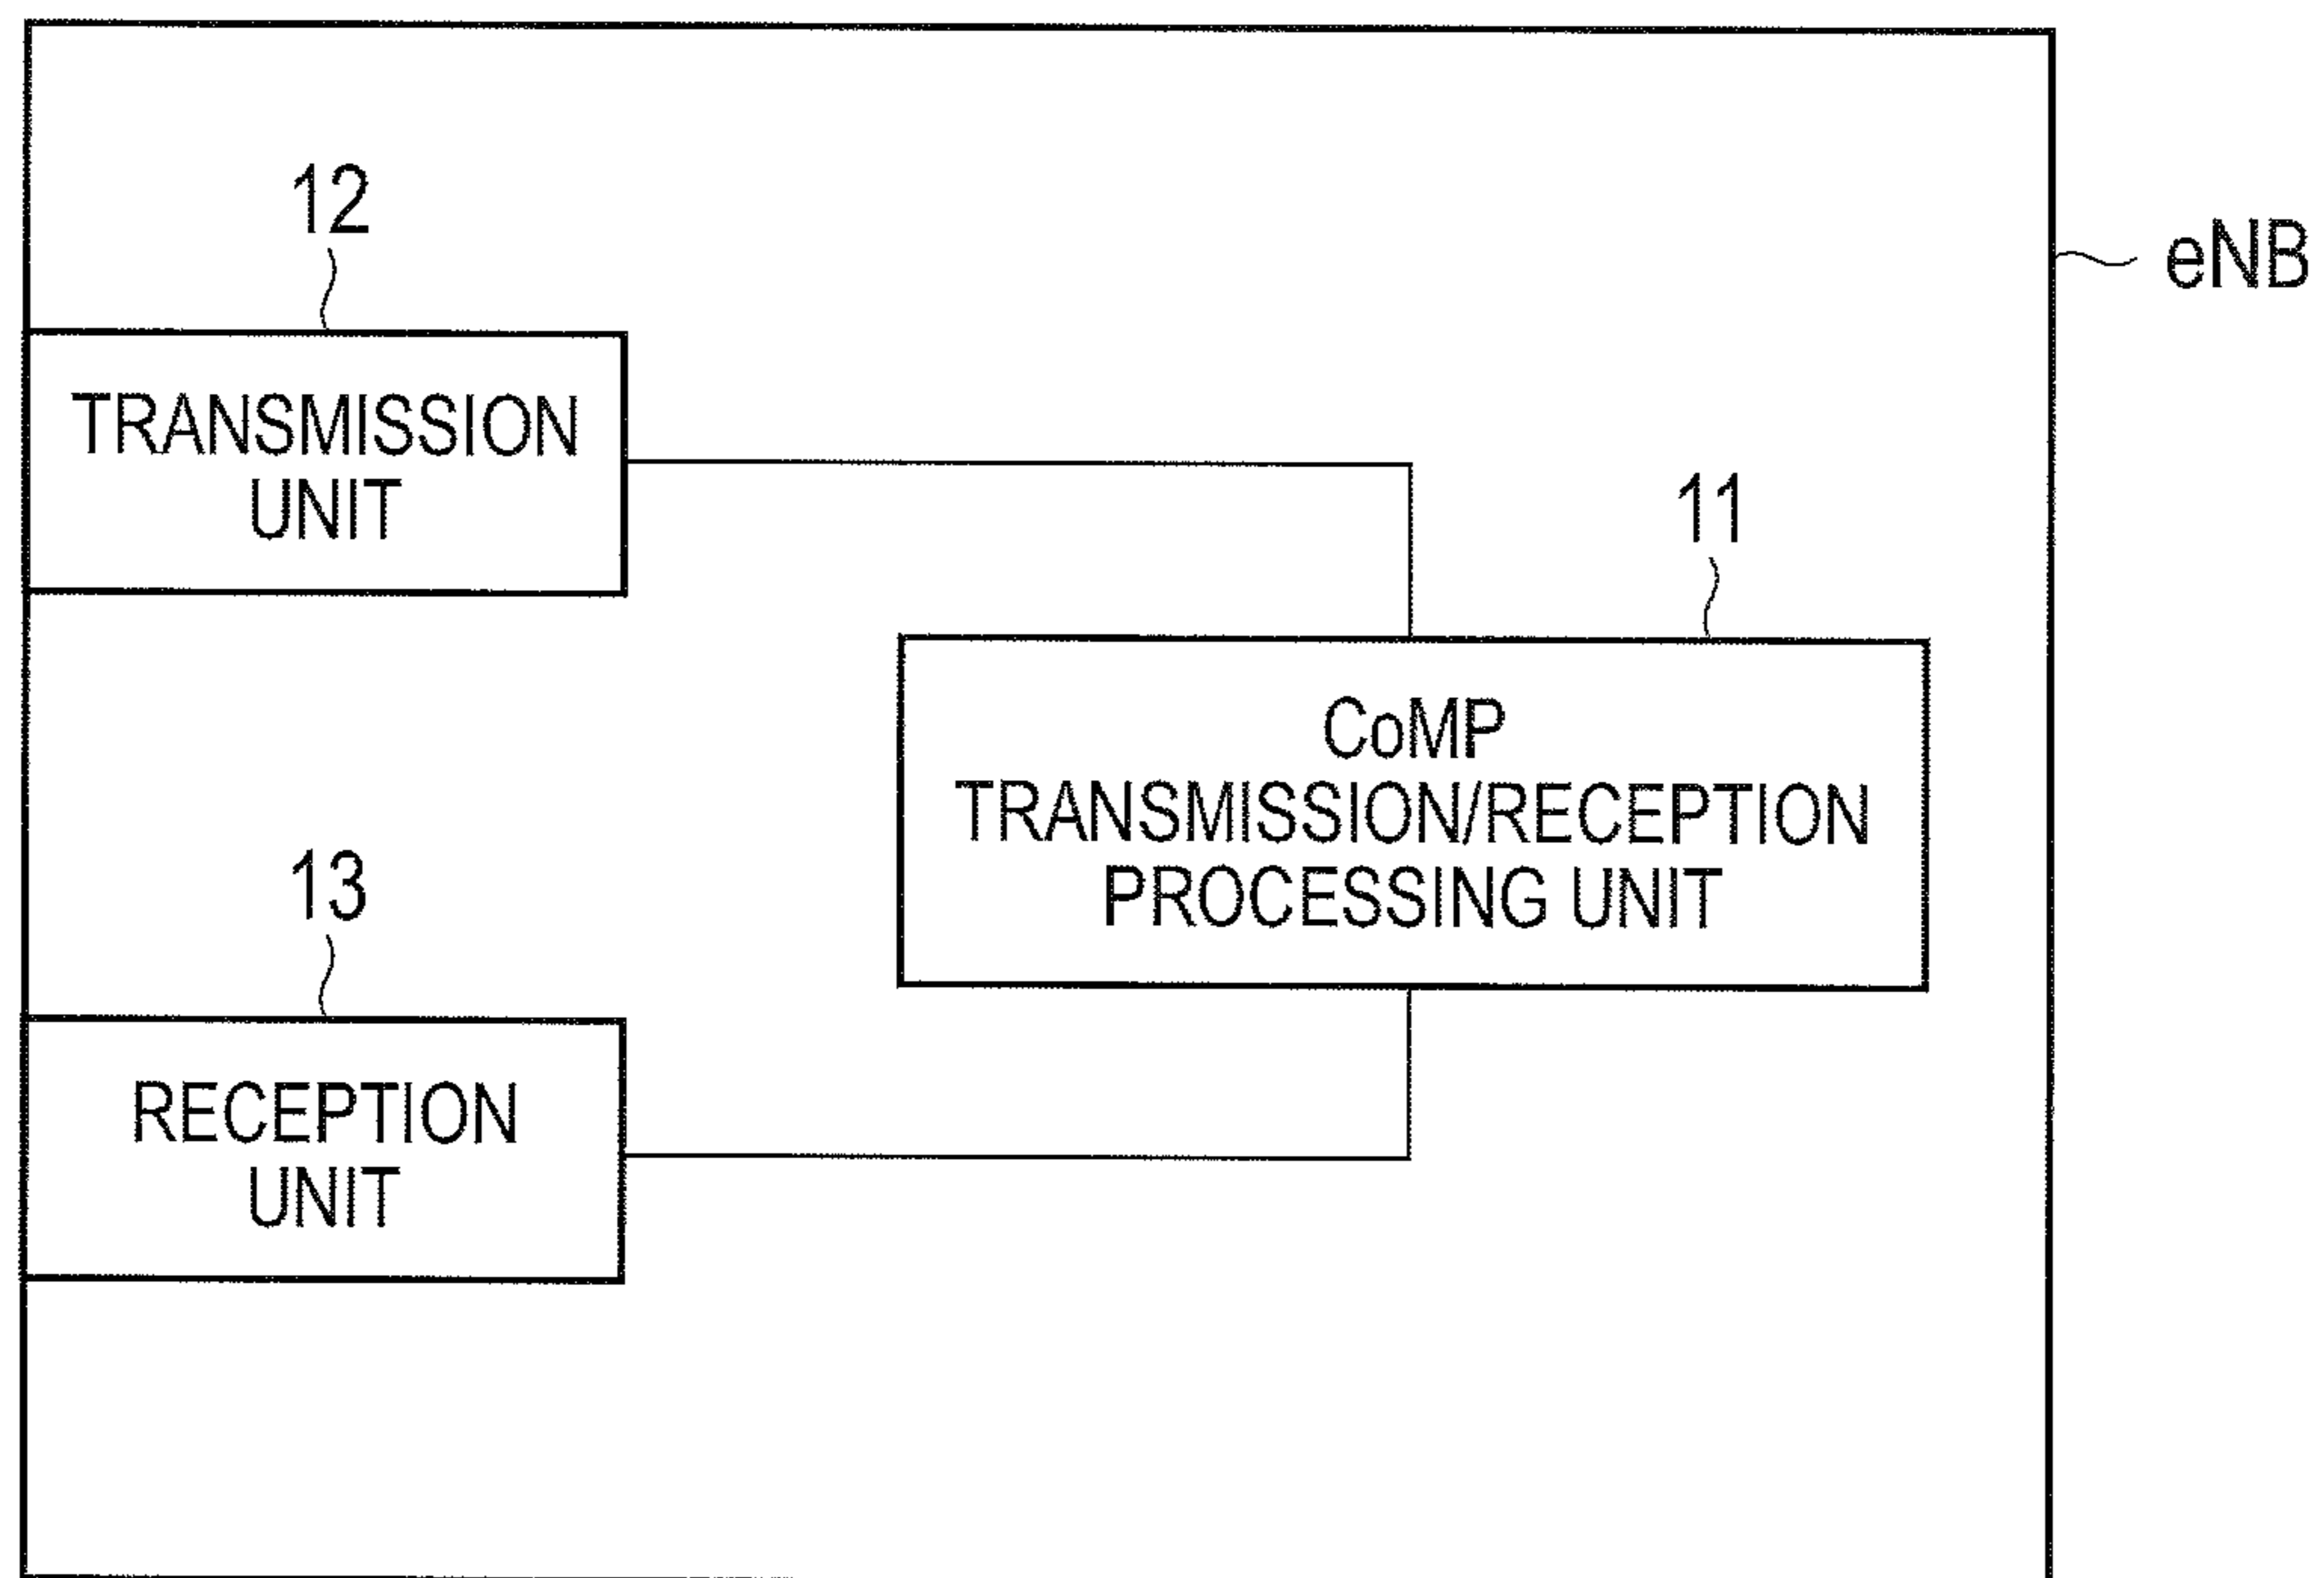 12
eNB
TRANSMISSION
UNIT
11
CoMP
TRANSMISSION/RECEPTION
PROCESSING UNIT
13
RECEPTION
UNIT